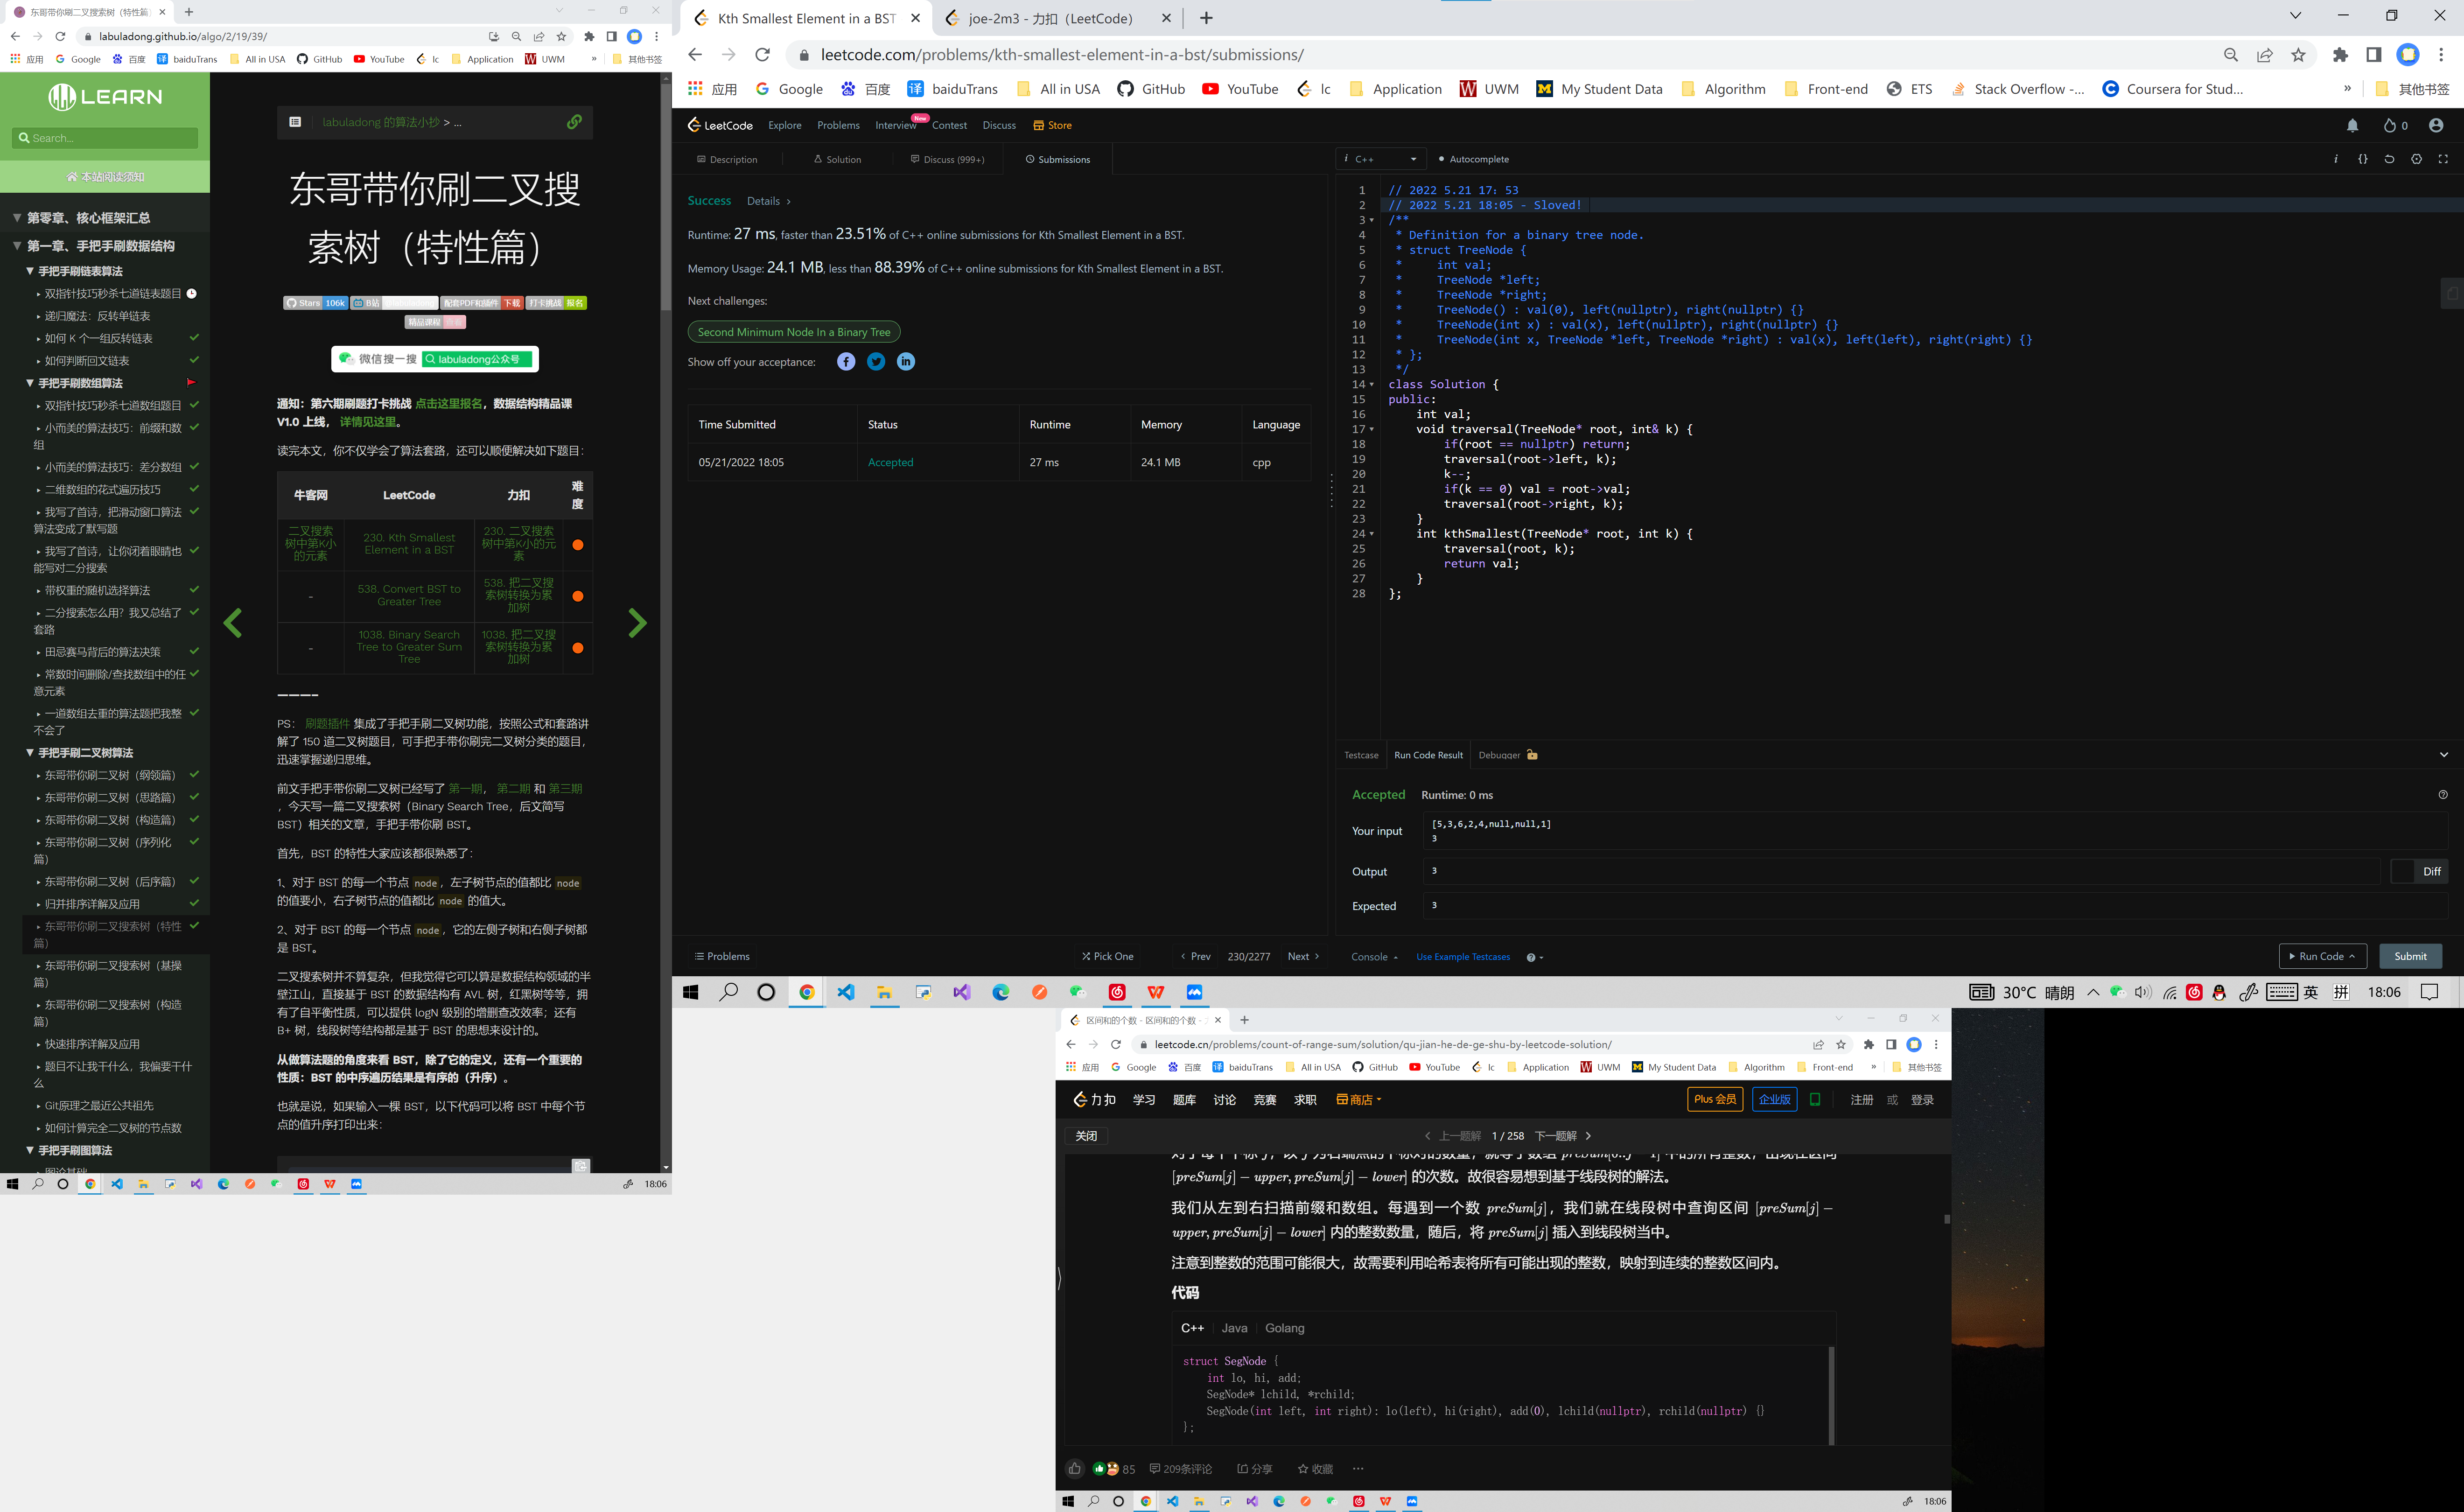 东哥带你刷二叉搜索树（特性篇）
labuladong.github.io/algo/2/19/39/
应用 Google 百度 baiduTrans All in USA GitHub YouTube lc Application UWM » 其他书签
LEARN
Search...
本站阅读须知
第零章、核心框架汇总
第一章、手把手刷数据结构
手把手刷链表算法
双指针技巧秒杀七道链表题目
递归魔法：反转单链表
如何 K 个一组反转链表
如何判断回文链表
手把手刷数组算法
双指针技巧秒杀七道数组题目
小而美的算法技巧：前缀和数
组
小而美的算法技巧：差分数组
二维数组的花式遍历技巧
我写了首诗，把滑动窗口算法
算法变成了默写题
我写了首诗，让你闭着眼睛也
能写对二分搜索
带权重的随机选择算法
二分搜索怎么用？我又总结了
套路
田忌赛马背后的算法决策
常数时间删除/查找数组中的任
意元素
一道数组去重的算法题把我整
不会了
手把手刷二叉树算法
东哥带你刷二叉树（纲领篇）
东哥带你刷二叉树（思路篇）
东哥带你刷二叉树（构造篇）
东哥带你刷二叉树（序列化
篇）
东哥带你刷二叉树（后序篇）
归并排序详解及应用
东哥带你刷二叉搜索树（特性
篇）
东哥带你刷二叉搜索树（基操
篇）
东哥带你刷二叉搜索树（构造
篇）
快速排序详解及应用
题目不让我干什么，我偏要干什
么
Git原理之最近公共祖先
如何计算完全二叉树的节点数
手把手刷图算法
labuladong 的算法小抄 > ...
东哥带你刷二叉搜
索树（特性篇）
Stars 106k B站 配套PDF和插件 下载 打卡挑战 报名
精品课程
微信搜一搜 labuladong公众号
通知：第六期刷题打卡挑战 点击这里报名，数据结构精品课
V1.0 上线， 详情见这里。
读完本文，你不仅学会了算法套路，还可以顺便解决如下题目：
牛客网 LeetCode 力扣 难度
二叉搜索树中第K小的元素 230. Kth Smallest Element in a BST 230. 二叉搜索树中第K小的元素
- 538. Convert BST to Greater Tree 538. 把二叉搜索树转换为累加树
- 1038. Binary Search Tree to Greater Sum Tree 1038. 把二叉搜索树转换为累加树
————–
PS： 刷题插件 集成了手把手刷二叉树功能，按照公式和套路讲
解了 150 道二叉树题目，可手把手带你刷完二叉树分类的题目，
迅速掌握递归思维。
前文手把手带你刷二叉树已经写了 第一期， 第二期 和 第三期
，今天写一篇二叉搜索树（Binary Search Tree，后文简写
BST）相关的文章，手把手带你刷 BST。
首先，BST 的特性大家应该都很熟悉了：
1、对于 BST 的每一个节点 node，左子树节点的值都比 node
的值要小，右子树节点的值都比 node 的值大。
2、对于 BST 的每一个节点 node，它的左侧子树和右侧子树都
是 BST。
二叉搜索树并不算复杂，但我觉得它可以算是数据结构领域的半
壁江山，直接基于 BST 的数据结构有 AVL 树，红黑树等等，拥
有了自平衡性质，可以提供 logN 级别的增删查改效率；还有
B+ 树，线段树等结构都是基于 BST 的思想来设计的。
从做算法题的角度来看 BST，除了它的定义，还有一个重要的
性质：BST 的中序遍历结果是有序的（升序）。
也就是说，如果输入一棵 BST，以下代码可以将 BST 中每个节
点的值升序打印出来：
18:06
Kth Smallest Element in a BST
joe-2m3 - 力扣（LeetCode）
leetcode.com/problems/kth-smallest-element-in-a-bst/submissions/
应用 Google 百度 baiduTrans All in USA GitHub YouTube lc Application UWM My Student Data Algorithm Front-end ETS Stack Overflow -... Coursera for Stud... » 其他书签
LeetCode Explore Problems Interview New Contest Discuss Store 0
Description Solution Discuss (999+) Submissions
Success Details >
Runtime: 27 ms, faster than 23.51% of C++ online submissions for Kth Smallest Element in a BST.
Memory Usage: 24.1 MB, less than 88.39% of C++ online submissions for Kth Smallest Element in a BST.
Next challenges:
Second Minimum Node In a Binary Tree
Show off your acceptance:
Time Submitted Status Runtime Memory Language
05/21/2022 18:05 Accepted 27 ms 24.1 MB cpp
Problems Pick One < Prev 230/2277 Next >
C++ Autocomplete
1 // 2022 5.21 17: 53
2 // 2022 5.21 18:05 - Sloved!
3 /**
4 * Definition for a binary tree node.
5 * struct TreeNode {
6 * int val;
7 * TreeNode *left;
8 * TreeNode *right;
9 * TreeNode() : val(0), left(nullptr), right(nullptr) {}
10 * TreeNode(int x) : val(x), left(nullptr), right(nullptr) {}
11 * TreeNode(int x, TreeNode *left, TreeNode *right) : val(x), left(left), right(right) {}
12 * };
13 */
14 class Solution {
15 public:
16 int val;
17 void traversal(TreeNode* root, int& k) {
18 if(root == nullptr) return;
19 traversal(root->left, k);
20 k--;
21 if(k == 0) val = root->val;
22 traversal(root->right, k);
23 }
24 int kthSmallest(TreeNode* root, int k) {
25 traversal(root, k);
26 return val;
27 }
28 };
Testcase Run Code Result Debugger
Accepted Runtime: 0 ms
Your input [5,3,6,2,4,null,null,1]
3
Output 3 Diff
Expected 3
Console Use Example Testcases Run Code Submit
30°C 晴朗 英 拼 18:06
区间和的个数 - 区间和的个数 -
leetcode.cn/problems/count-of-range-sum/solution/qu-jian-he-de-ge-shu-by-leetcode-solution/
应用 Google 百度 baiduTrans All in USA GitHub YouTube lc Application UWM My Student Data Algorithm Front-end » 其他书签
力扣 学习 题库 讨论 竞赛 求职 商店 Plus 会员 企业版 注册 或 登录
关闭 < 上一题解 1 / 258 下一题解 >
[preSum[j] − upper, preSum[j] − lower] 的次数。故很容易想到基于线段树的解法。
我们从左到右扫描前缀和数组。每遇到一个数 preSum[j]，我们就在线段树中查询区间 [preSum[j] −
upper, preSum[j] − lower] 内的整数数量，随后，将 preSum[j] 插入到线段树当中。
注意到整数的范围可能很大，故需要利用哈希表将所有可能出现的整数，映射到连续的整数区间内。
代码
C++ Java Golang
struct SegNode {
int lo, hi, add;
SegNode* lchild, *rchild;
SegNode(int left, int right): lo(left), hi(right), add(0), lchild(nullptr), rchild(nullptr) {}
};
85 209条评论 分享 收藏 ···
18:06